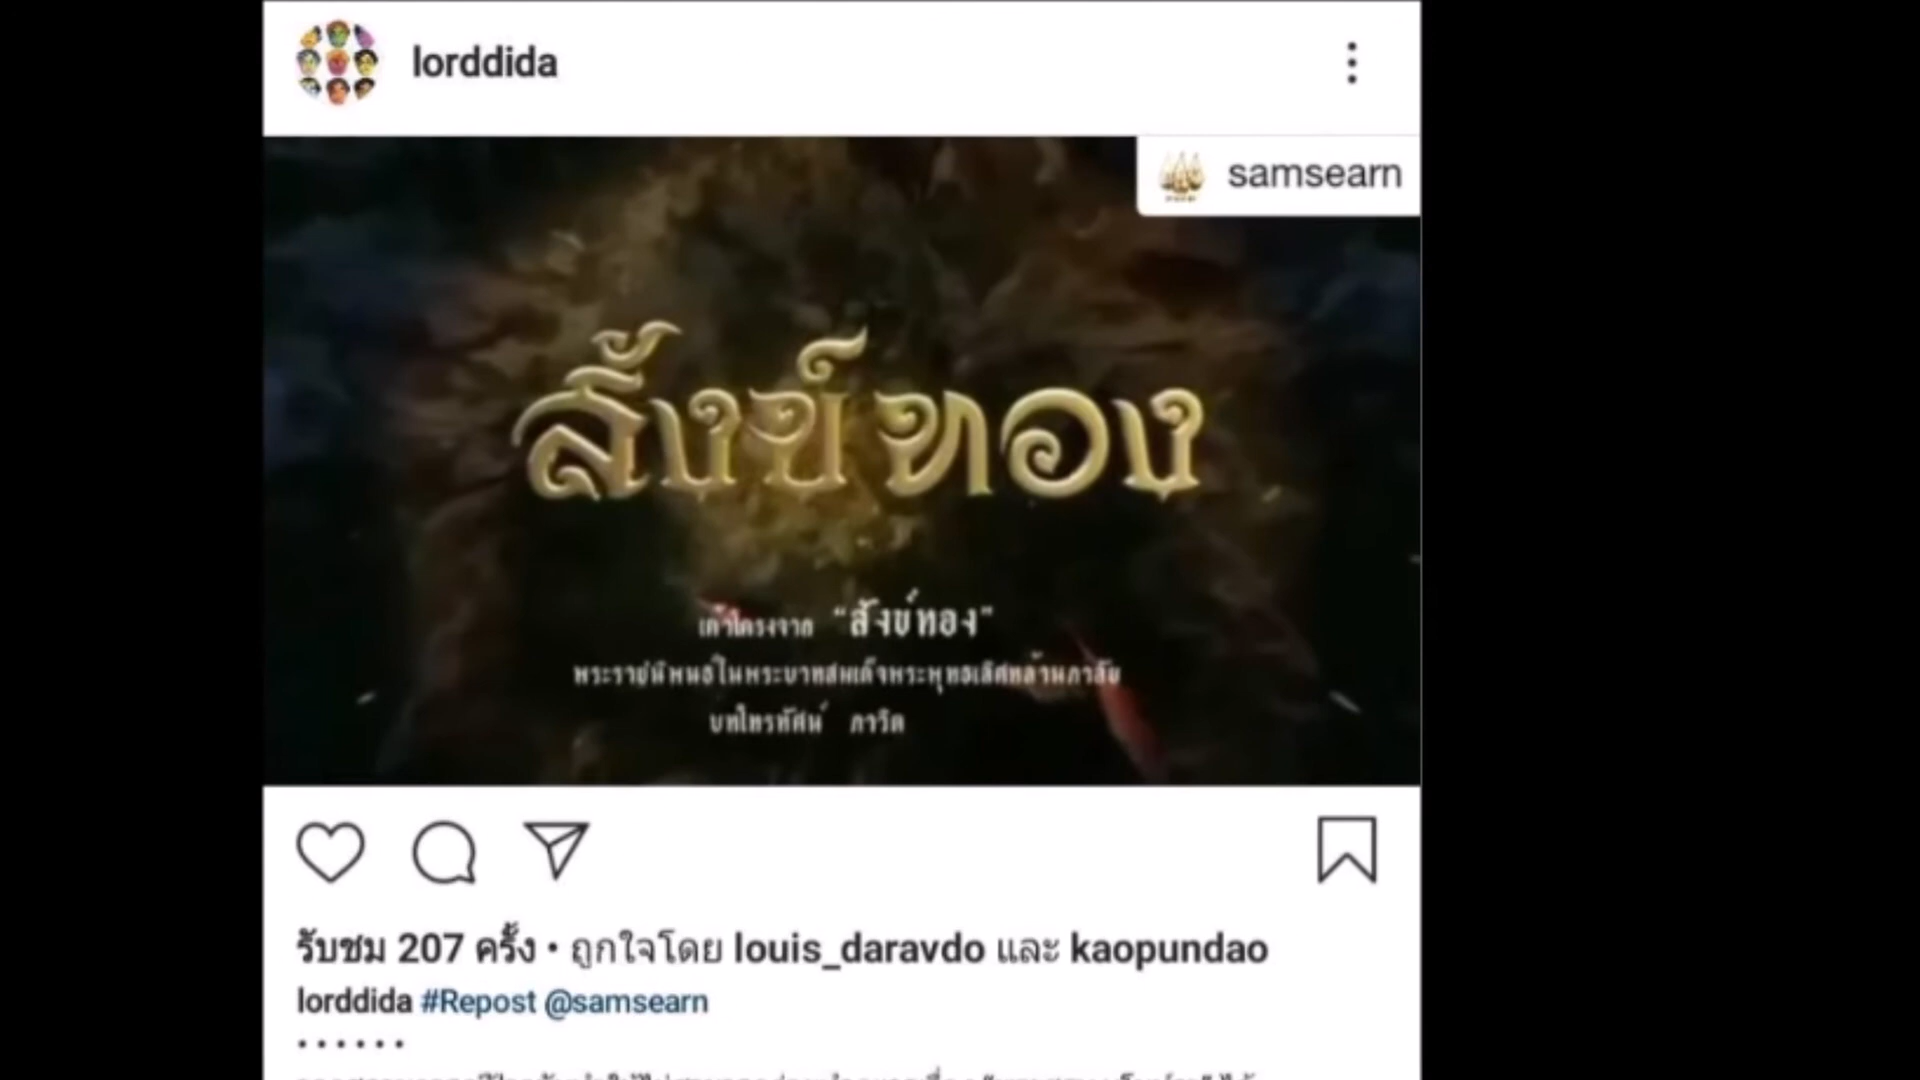 lorddida
samsearn
สังข์ทอง
เค้าโครงจาก "สังข์ทอง"
พระราชนิพนธ์ในพระบาทสมเด็จพระพุทธเลิศหล้านภาลัย
บทโทรทัศน์ ภาวิต
รับชม 207 ครั้ง • ถูกใจโดย louis_daravdo และ kaopundao
lorddida #Repost @samsearn
• • • • • •